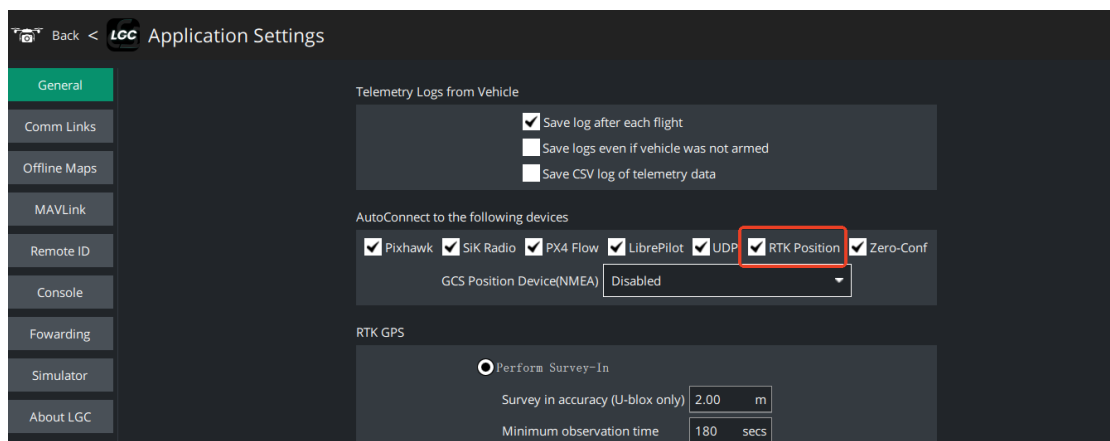 Back < LGC Application Settings
General
Comm Links
Offline Maps
MAVLink
Remote ID
Console
Fowarding
Simulator
About LGC
Telemetry Logs from Vehicle
Save log after each flight
Save logs even if vehicle was not armed
Save CSV log of telemetry data
AutoConnect to the following devices
Pixhawk SiK Radio PX4 Flow LibrePilot UDP RTK Position Zero-Conf
GCS Position Device(NMEA) Disabled
RTK GPS
Perform Survey-In
Survey in accuracy (U-blox only) 2.00 m
Minimum observation time 180 secs